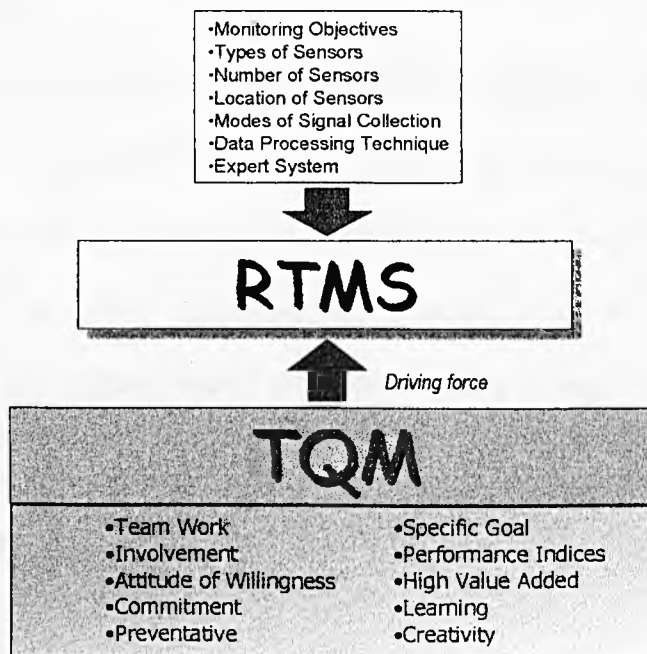 •Monitoring Objectives
•Types of Sensors
•Number of Sensors
•Location of Sensors
•Modes of Signal Collection
•Data Processing Technique
•Expert System
RTMS
Driving force
TQM
•Team Work
•Involvement
•Attitude of Willingness
•Commitment
•Preventative
•Specific Goal
•Performance Indices
•High Value Added
•Learning
•Creativity